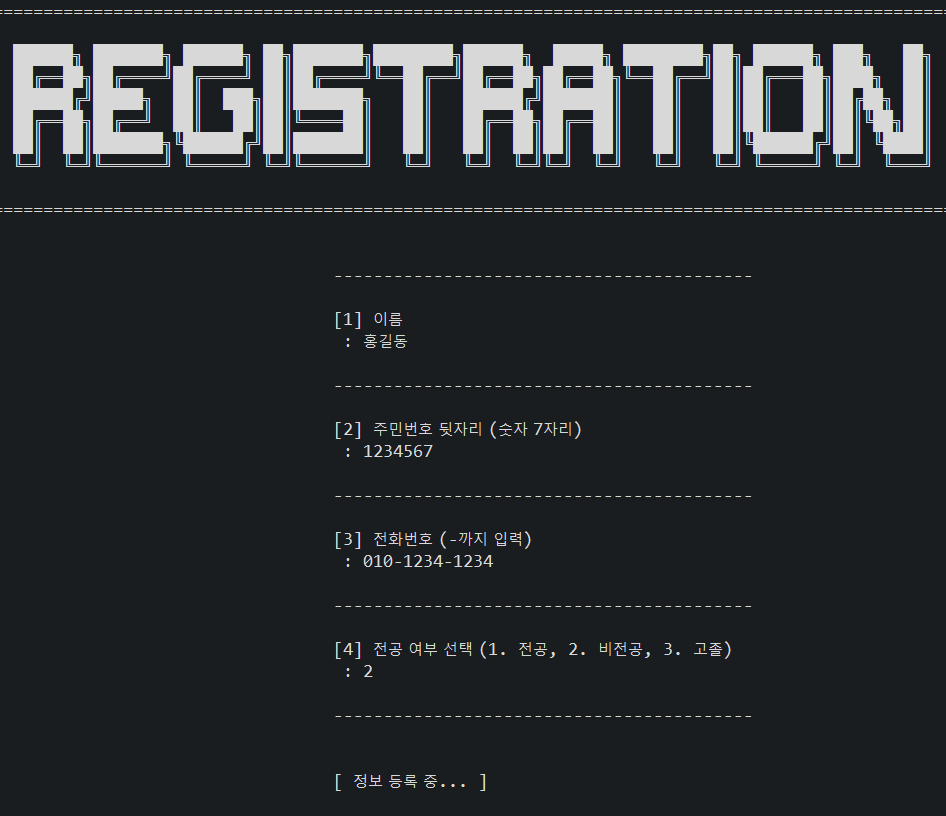 ==============================================================================================
REGISTRATION
==============================================================================================
------------------------------------------
[1] 이름
: 홍길동
------------------------------------------
[2] 주민번호 뒷자리 (숫자 7자리)
: 1234567
------------------------------------------
[3] 전화번호 (-까지 입력)
: 010-1234-1234
------------------------------------------
[4] 전공 여부 선택 (1. 전공, 2. 비전공, 3. 고졸)
: 2
------------------------------------------
[ 정보 등록 중... ]